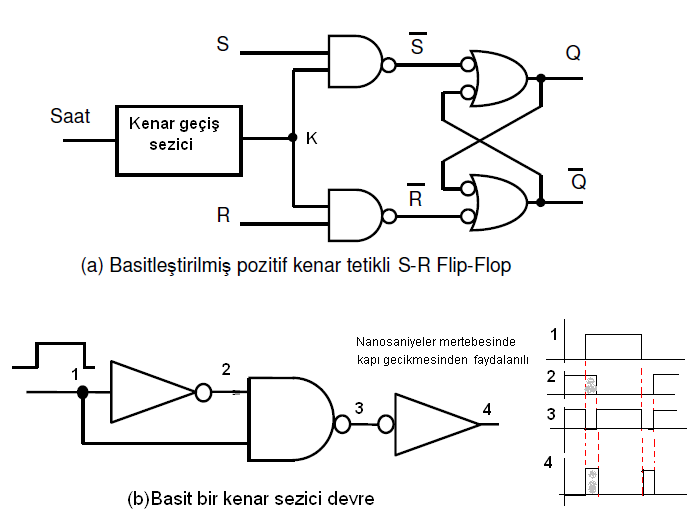 S
S
Q
Saat
Kenar geçiş
sezici
K
R
R
Q
(a) Basitleştirilmiş pozitif kenar tetikli S-R Flip-Flop
1
2
3
4
Nanosaniyeler mertebesinde
kapı gecikmesinden faydalanılı
1
2
3
4
(b)Basit bir kenar sezici devre